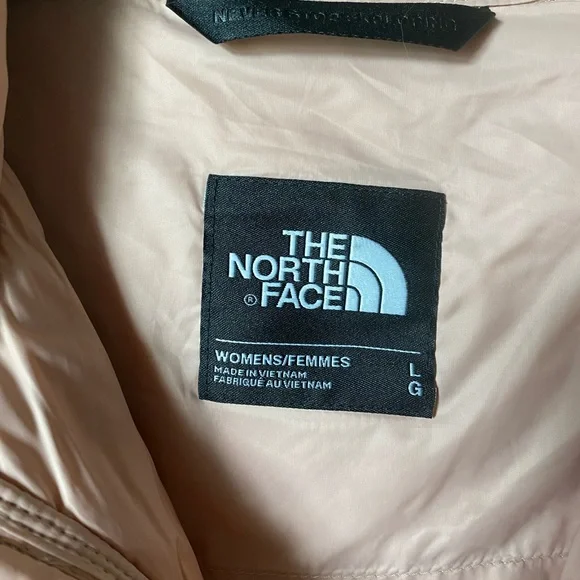 NEVER STOP EXPLORING
THE
NORTH
® FACE
WOMENS/FEMMES
MADE IN VIETNAM
FABRIQUÉ AU VIETNAM
L
G